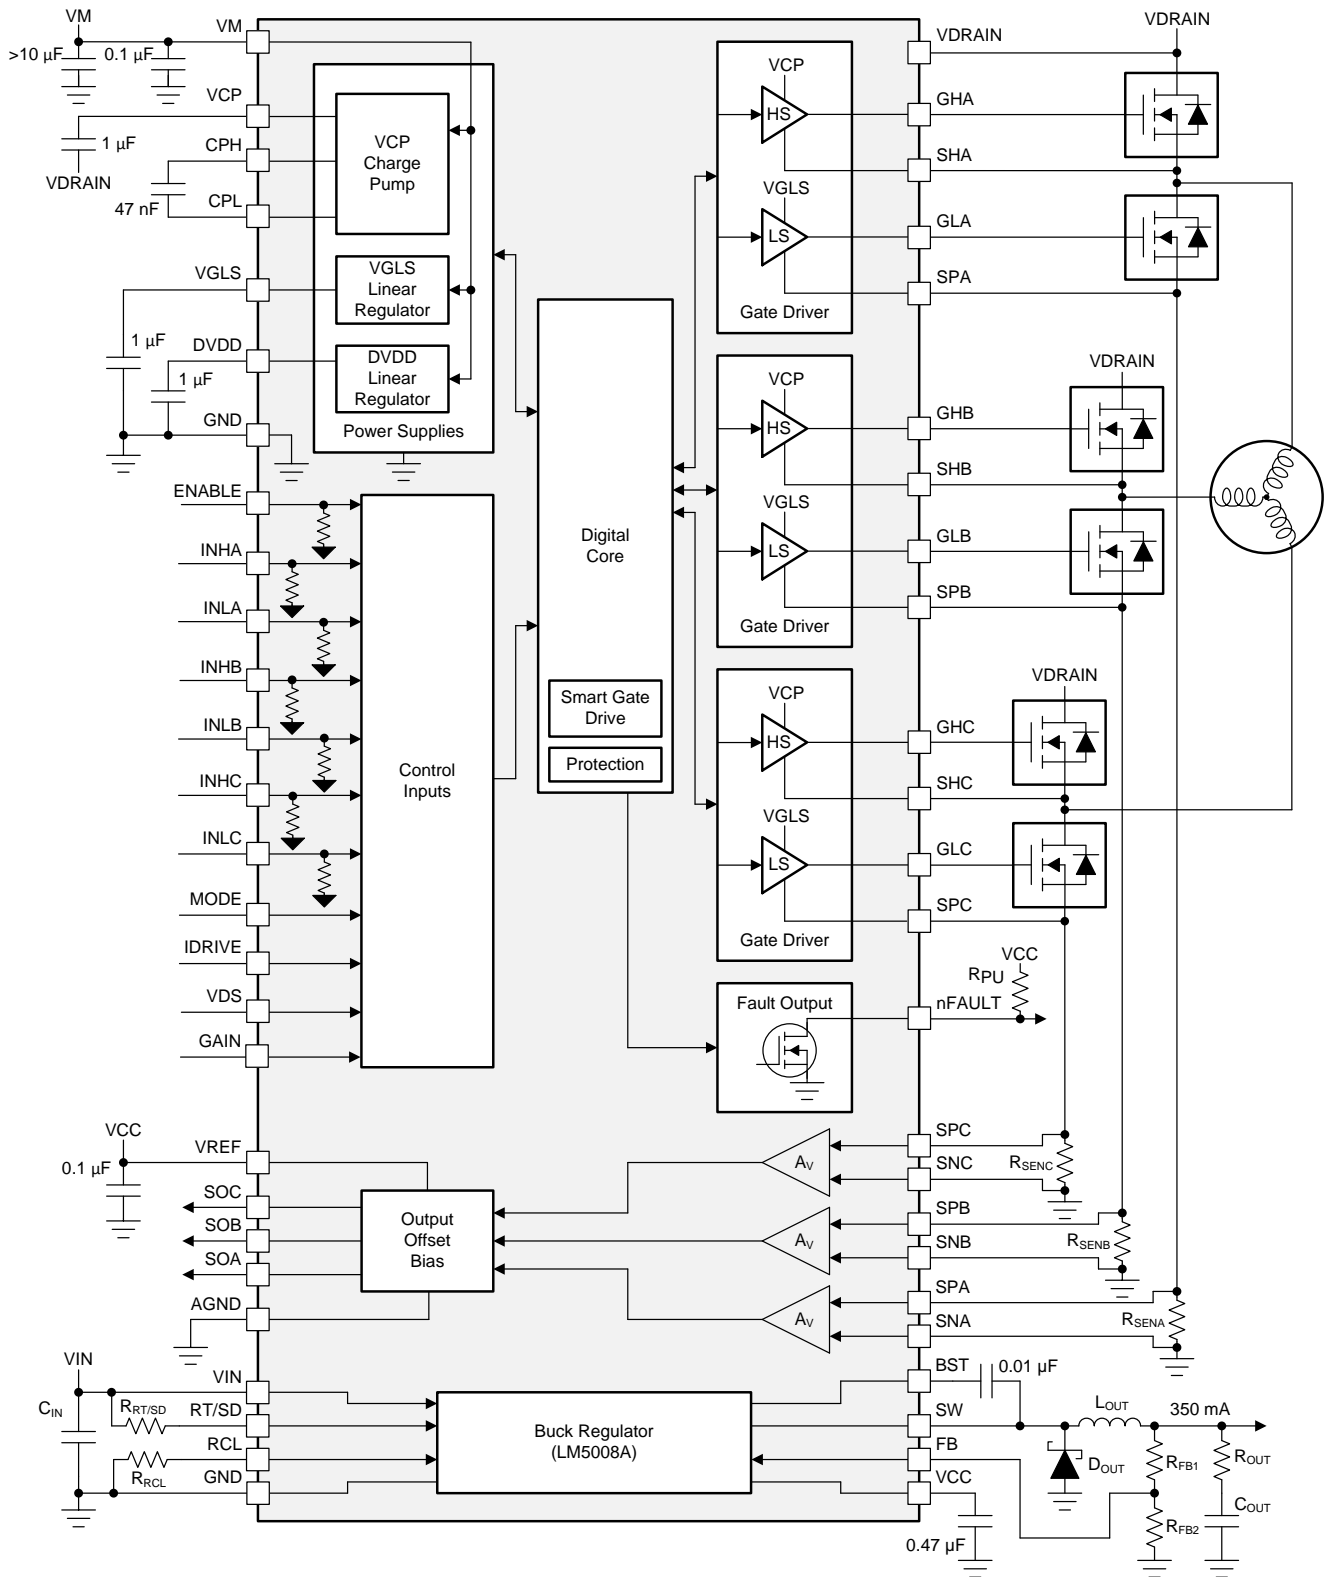 VM
VM
>10 µF
0.1 µF
VCP
1 µF
VDRAIN
CPH
47 nF
CPL
VCP
Charge
Pump
VGLS
VGLS
Linear
Regulator
1 µF
DVDD
1 µF
DVDD
Linear
Regulator
GND
Power Supplies
ENABLE
INHA
INLA
INHB
INLB
INHC
INLC
MODE
IDRIVE
VDS
GAIN
Control
Inputs
Digital
Core
Smart Gate
Drive
Protection
VCP
HS
VGLS
LS
Gate Driver
VCP
HS
VGLS
LS
Gate Driver
VCP
HS
VGLS
LS
Gate Driver
Fault Output
VDRAIN
VDRAIN
GHA
SHA
GLA
SPA
VDRAIN
GHB
SHB
GLB
SPB
VDRAIN
GHC
SHC
GLC
SPC
VCC
RPU
nFAULT
VCC
VREF
0.1 µF
SOC
SOB
SOA
AGND
Output
Offset
Bias
AV
AV
AV
SPC
SNC
RSENC
SPB
SNB
RSENB
SPA
SNA
RSENA
VIN
VIN
CIN
RRT/SD
RT/SD
RCL
RRCL
GND
Buck Regulator
(LM5008A)
BST
0.01 µF
SW
LOUT
350 mA
FB
DOUT
RFB1
ROUT
VCC
COUT
RFB2
0.47 µF